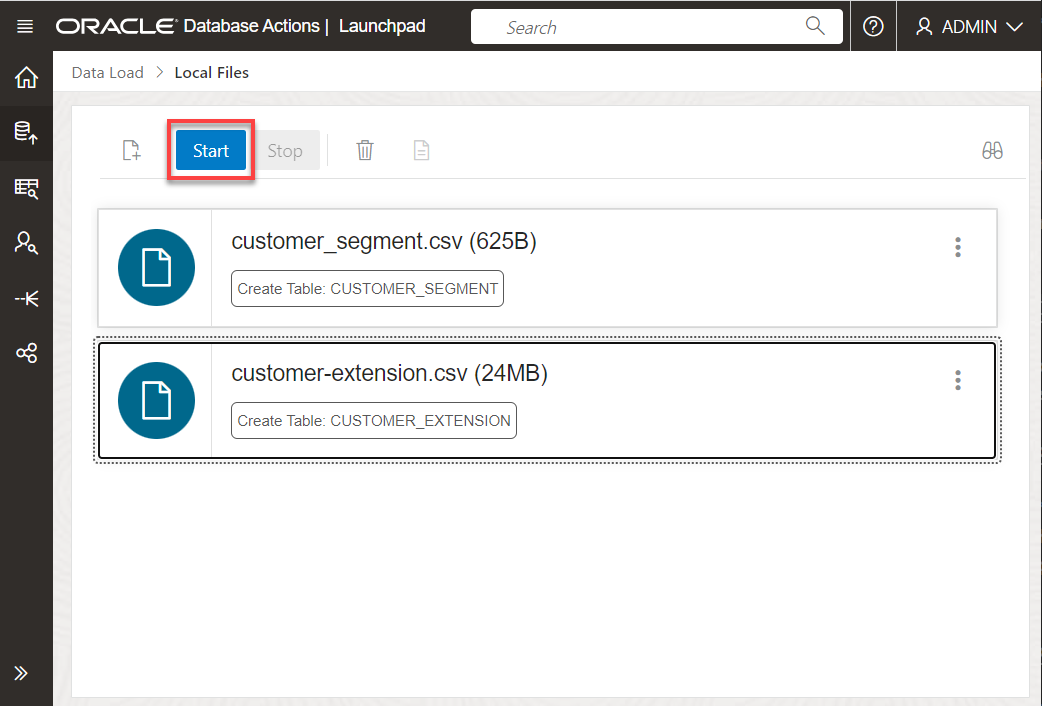 ORACLE® Database Actions | Launchpad
Search
ADMIN
Data Load > Local Files
Start Stop
customer_segment.csv (625B)
Create Table: CUSTOMER_SEGMENT
customer-extension.csv (24MB)
Create Table: CUSTOMER_EXTENSION